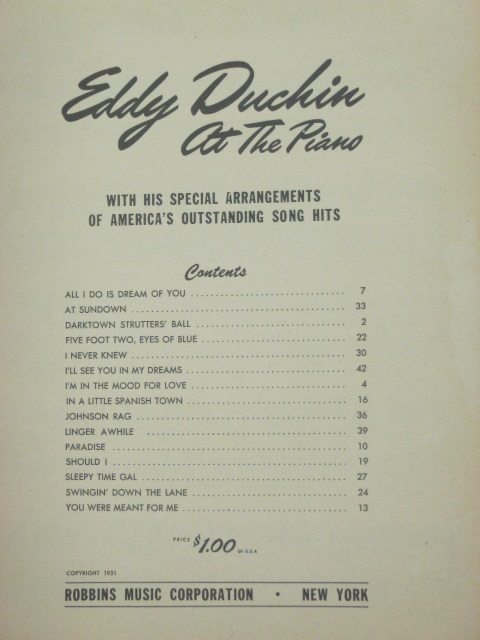 Eddy Duchin
At The Piano
WITH HIS SPECIAL ARRANGEMENTS
OF AMERICA'S OUTSTANDING SONG HITS
Contents
ALL I DO IS DREAM OF YOU 7
AT SUNDOWN 33
DARKTOWN STRUTTERS' BALL 2
FIVE FOOT TWO, EYES OF BLUE 22
I NEVER KNEW 30
I'LL SEE YOU IN MY DREAMS 42
I'M IN THE MOOD FOR LOVE 4
IN A LITTLE SPANISH TOWN 16
JOHNSON RAG 36
LINGER AWHILE 39
PARADISE 10
SHOULD I 19
SLEEPY TIME GAL 27
SWINGIN' DOWN THE LANE 24
YOU WERE MEANT FOR ME 13
PRICE $1.00 IN U.S.A.
COPYRIGHT 1951
ROBBINS MUSIC CORPORATION • NEW YORK